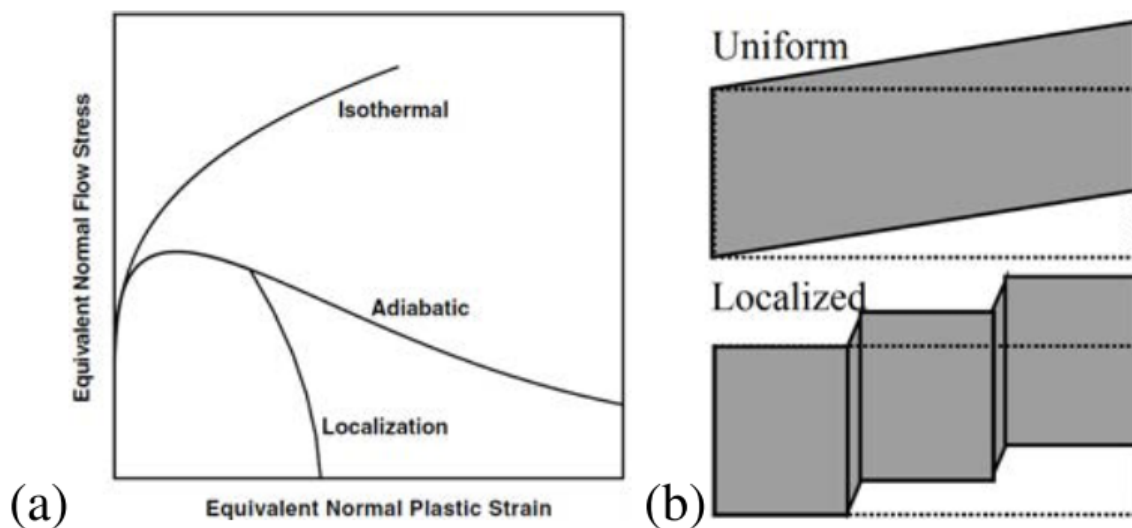 Equivalent Normal Flow Stress
Isothermal
Adiabatic
Localization
Equivalent Normal Plastic Strain
(a)
Uniform
Localized
(b)